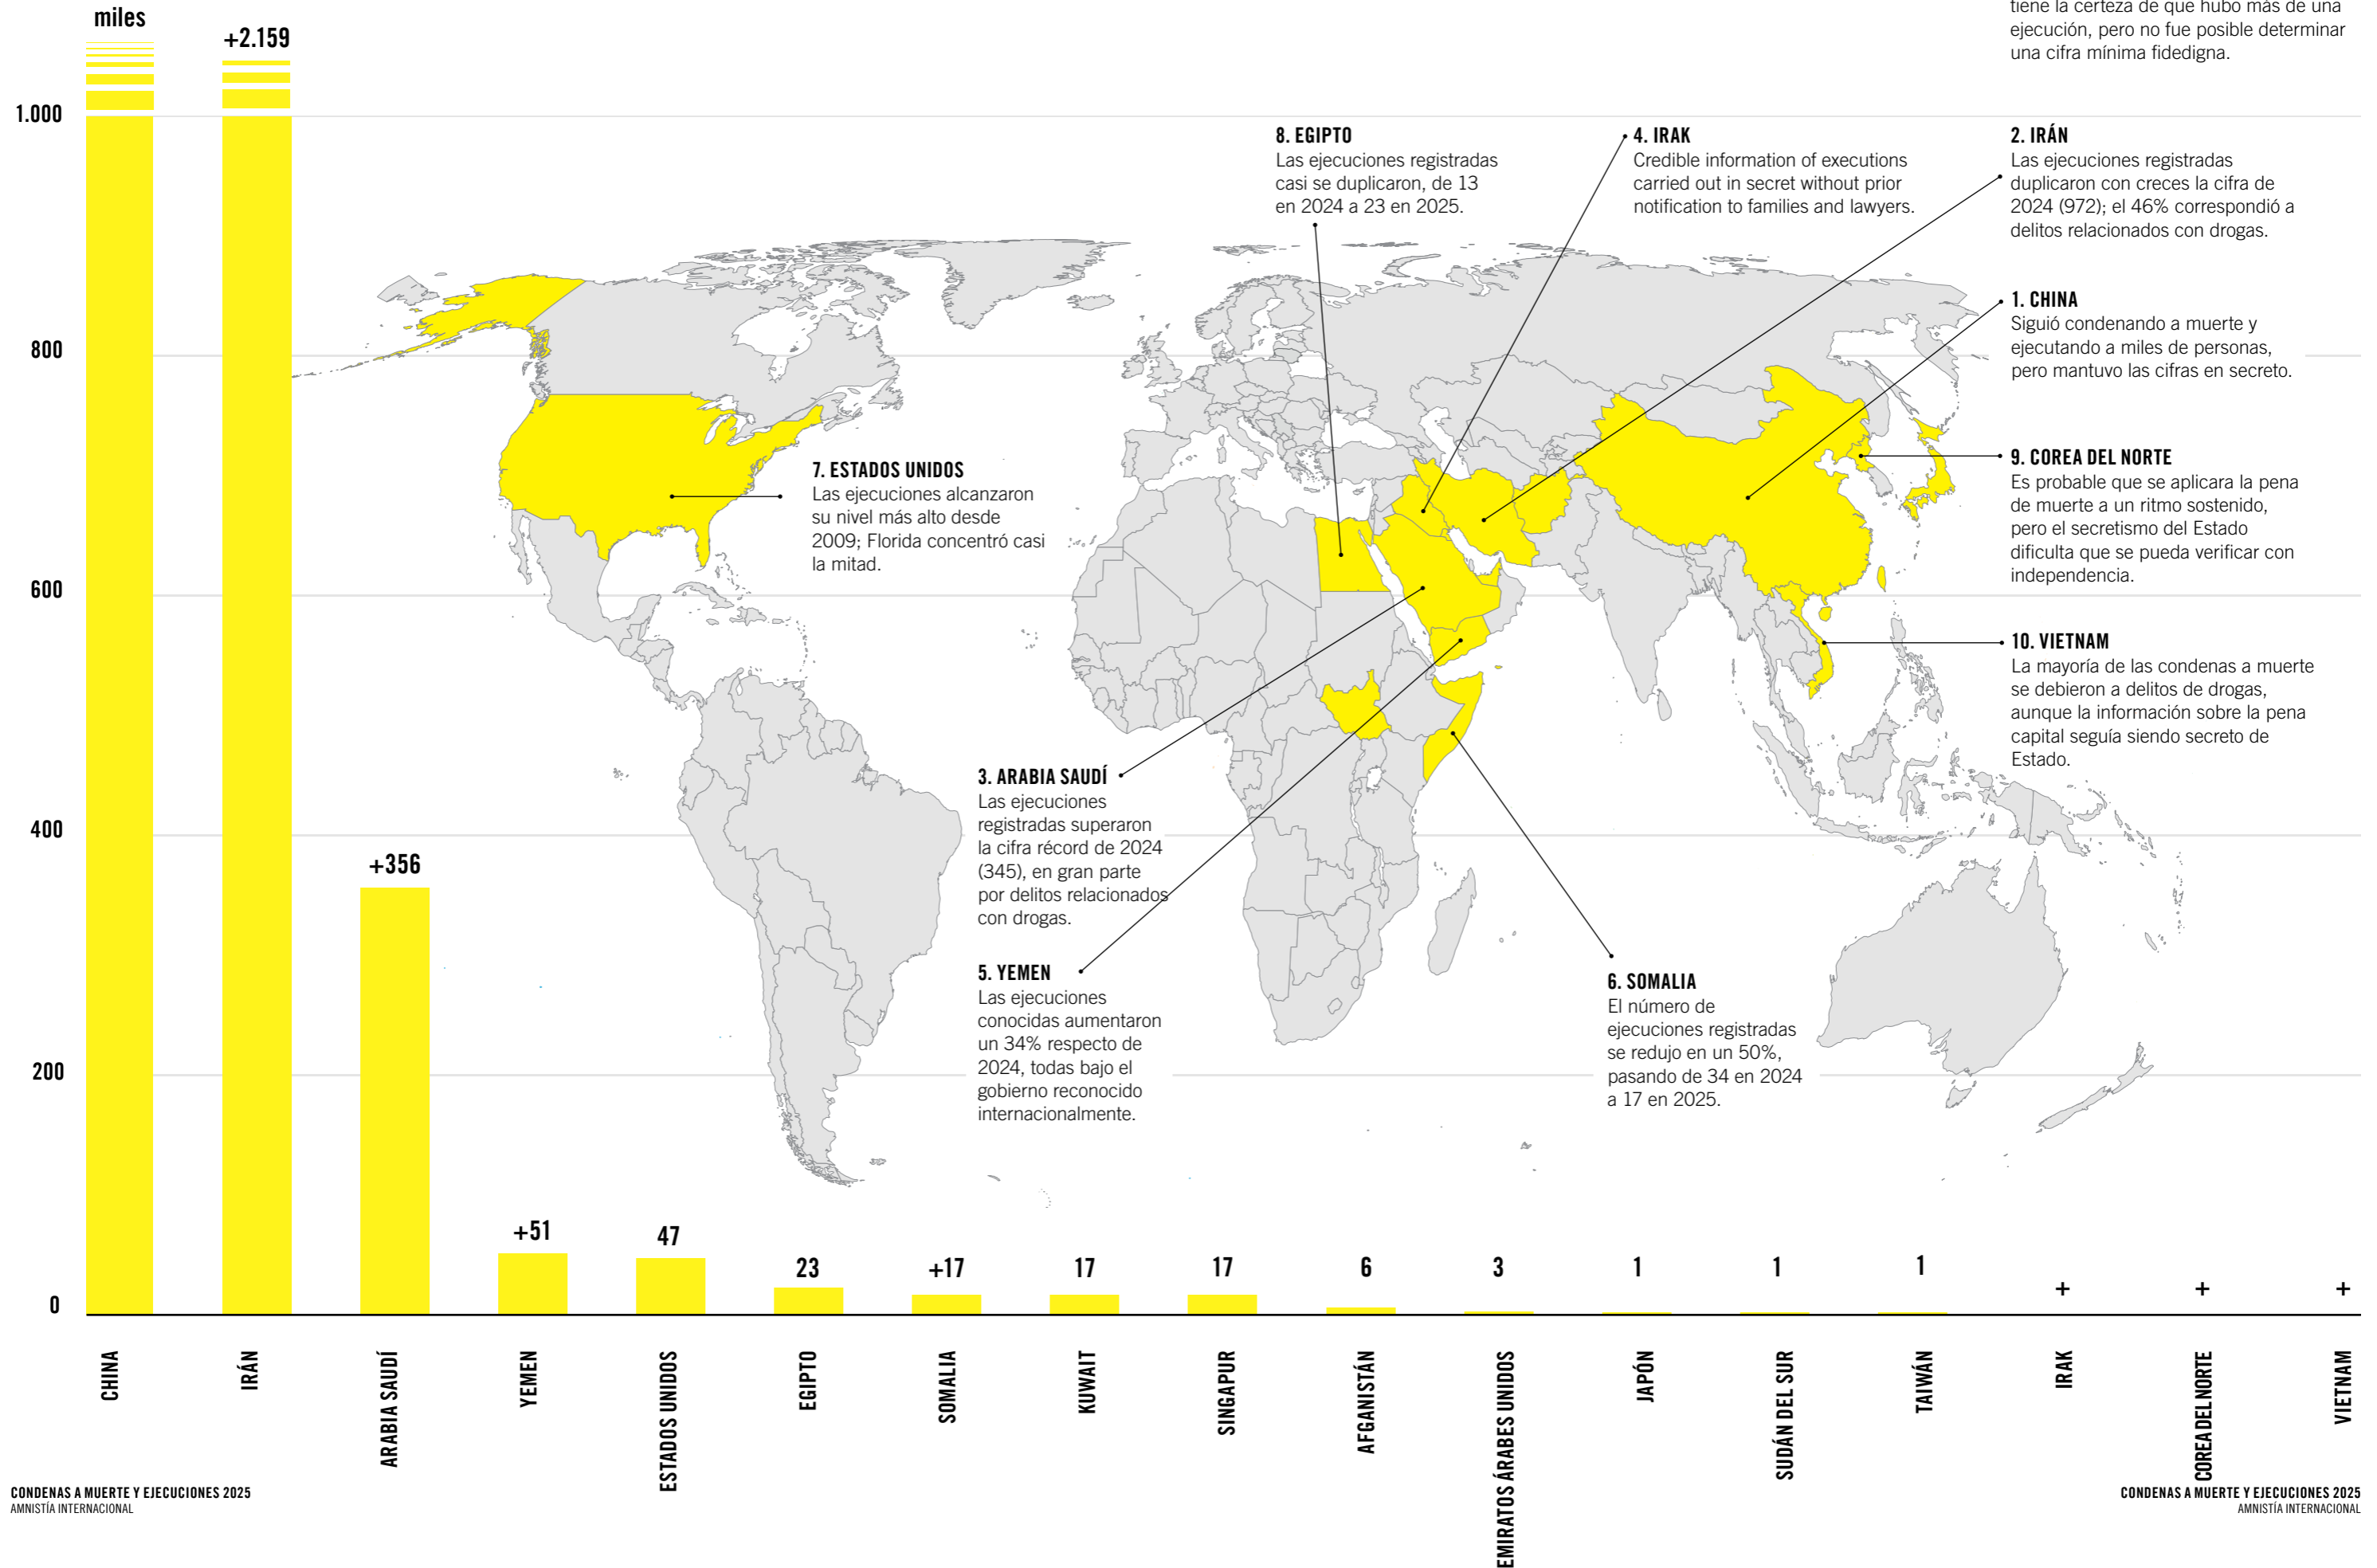 tiene la certeza de que hubo más de una
ejecución, pero no fue posible determinar
una cifra mínima fidedigna.
miles
+2.159
1.000
800
600
400
200
0
8. EGIPTO
Las ejecuciones registradas
casi se duplicaron, de 13
en 2024 a 23 en 2025.
4. IRAK
Credible information of executions
carried out in secret without prior
notification to families and lawyers.
2. IRÁN
Las ejecuciones registradas
duplicaron con creces la cifra de
2024 (972); el 46% correspondió a
delitos relacionados con drogas.
1. CHINA
Siguió condenando a muerte y
ejecutando a miles de personas,
pero mantuvo las cifras en secreto.
7. ESTADOS UNIDOS
Las ejecuciones alcanzaron
su nivel más alto desde
2009; Florida concentró casi
la mitad.
9. COREA DEL NORTE
Es probable que se aplicara la pena
de muerte a un ritmo sostenido,
pero el secretismo del Estado
dificulta que se pueda verificar con
independencia.
10. VIETNAM
La mayoría de las condenas a muerte
se debieron a delitos de drogas,
aunque la información sobre la pena
capital seguía siendo secreto de
Estado.
3. ARABIA SAUDÍ
Las ejecuciones
registradas superaron
la cifra récord de 2024
(345), en gran parte
por delitos relacionados
con drogas.
5. YEMEN
Las ejecuciones
conocidas aumentaron
un 34% respecto de
2024, todas bajo el
gobierno reconocido
internacionalmente.
6. SOMALIA
El número de
ejecuciones registradas
se redujo en un 50%,
pasando de 34 en 2024
a 17 en 2025.
+356
+51
47
23
+17
17
17
6
3
1
1
1
+
+
+
CHINA
IRÁN
ARABIA SAUDÍ
YEMEN
ESTADOS UNIDOS
EGIPTO
SOMALIA
KUWAIT
SINGAPUR
AFGANISTÁN
EMIRATOS ÁRABES UNIDOS
JAPÓN
SUDÁN DEL SUR
TAIWÁN
IRAK
COREA DEL NORTE
VIETNAM
CONDENAS A MUERTE Y EJECUCIONES 2025
AMNISTÍA INTERNACIONAL
CONDENAS A MUERTE Y EJECUCIONES 2025
AMNISTÍA INTERNACIONAL